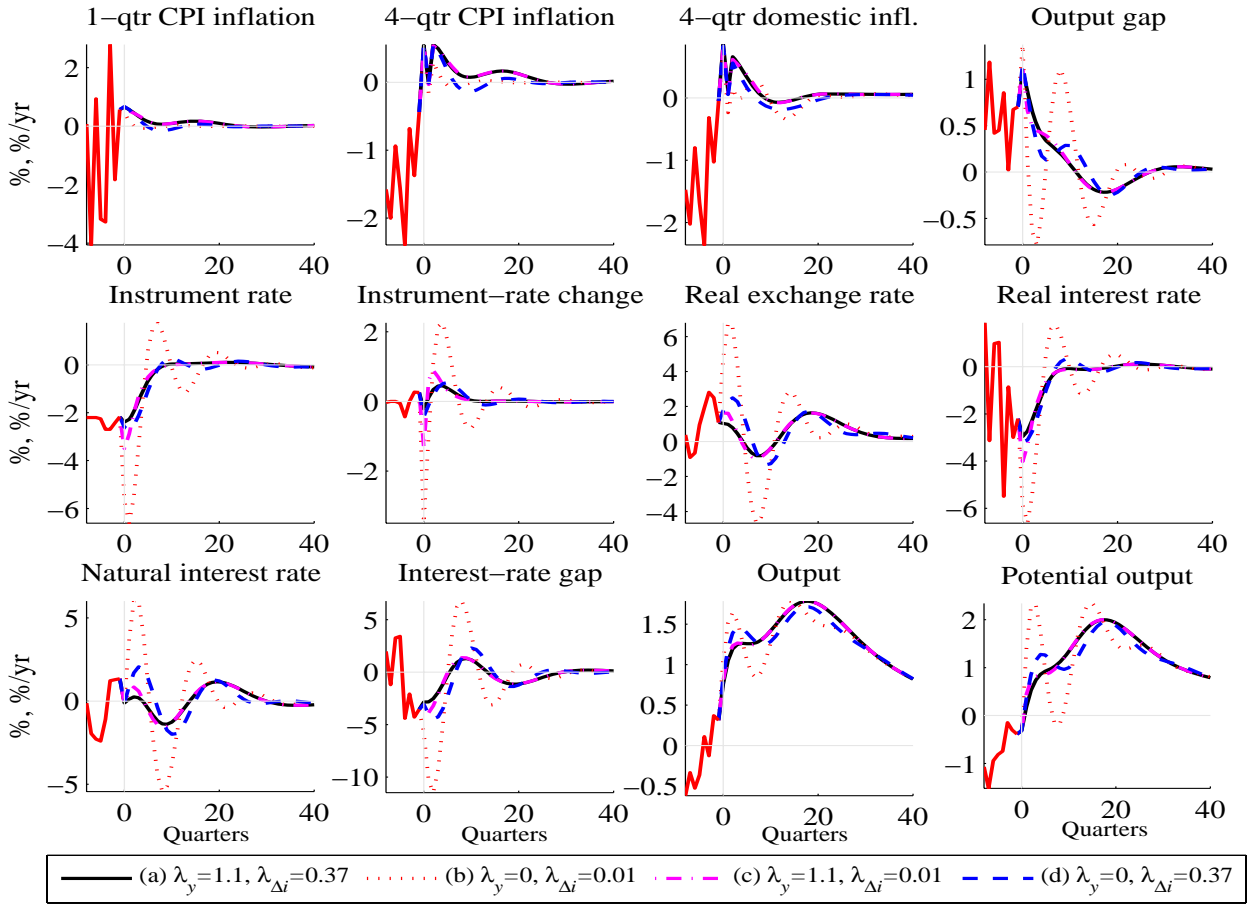 1−qtr CPI inflation
4−qtr CPI inflation
4−qtr domestic infl.
Output gap
%, %/yr
2
0
−2
−4
0 20 40
0
−1
−2
0 20 40
0
−1
−2
0 20 40
1
0.5
0
−0.5
0 20 40
Instrument rate
Instrument−rate change
Real exchange rate
Real interest rate
%, %/yr
0
−2
−4
−6
0 20 40
2
0
−2
0 20 40
6
4
2
0
−2
−4
0 20 40
0
−2
−4
−6
0 20 40
Natural interest rate
Interest−rate gap
Output
Potential output
%, %/yr
5
0
−5
0 20 40
Quarters
5
0
−5
−10
0 20 40
Quarters
1.5
1
0.5
0
−0.5
0 20 40
Quarters
2
1
0
−1
0 20 40
Quarters
(a) λy=1.1, λΔi=0.37
(b) λy=0, λΔi=0.01
(c) λy=1.1, λΔi=0.01
(d) λy=0, λΔi=0.37